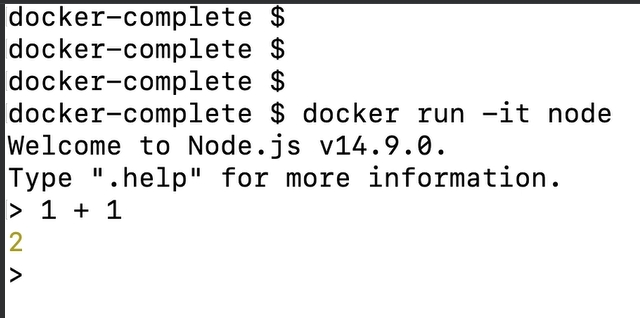 docker-complete $
docker-complete $
docker-complete $
docker-complete $ docker run -it node
Welcome to Node.js v14.9.0.
Type ".help" for more information.
> 1 + 1
2
>